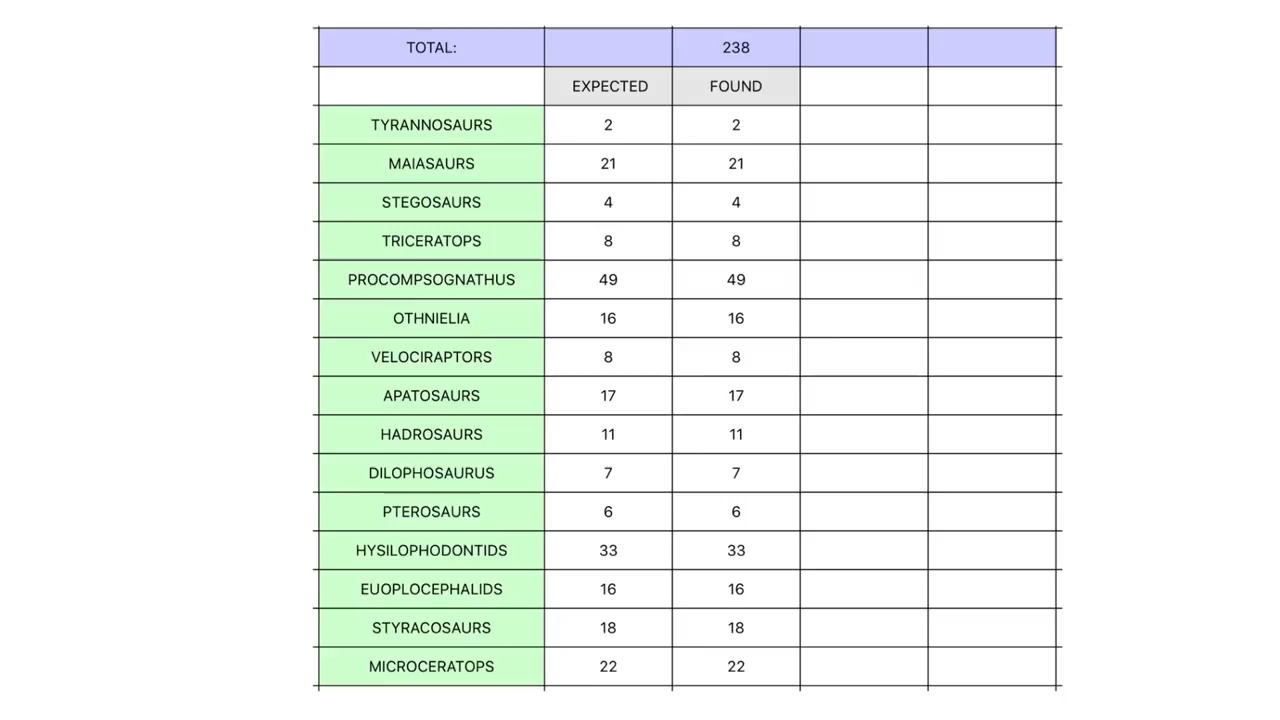 TOTAL: 238
EXPECTED FOUND
TYRANNOSAURS 2 2
MAIASAURS 21 21
STEGOSAURS 4 4
TRICERATOPS 8 8
PROCOMPSOGNATHUS 49 49
OTHNIELIA 16 16
VELOCIRAPTORS 8 8
APATOSAURS 17 17
HADROSAURS 11 11
DILOPHOSAURUS 7 7
PTEROSAURS 6 6
HYSILOPHODONTIDS 33 33
EUOPLOCEPHALIDS 16 16
STYRACOSAURS 18 18
MICROCERATOPS 22 22